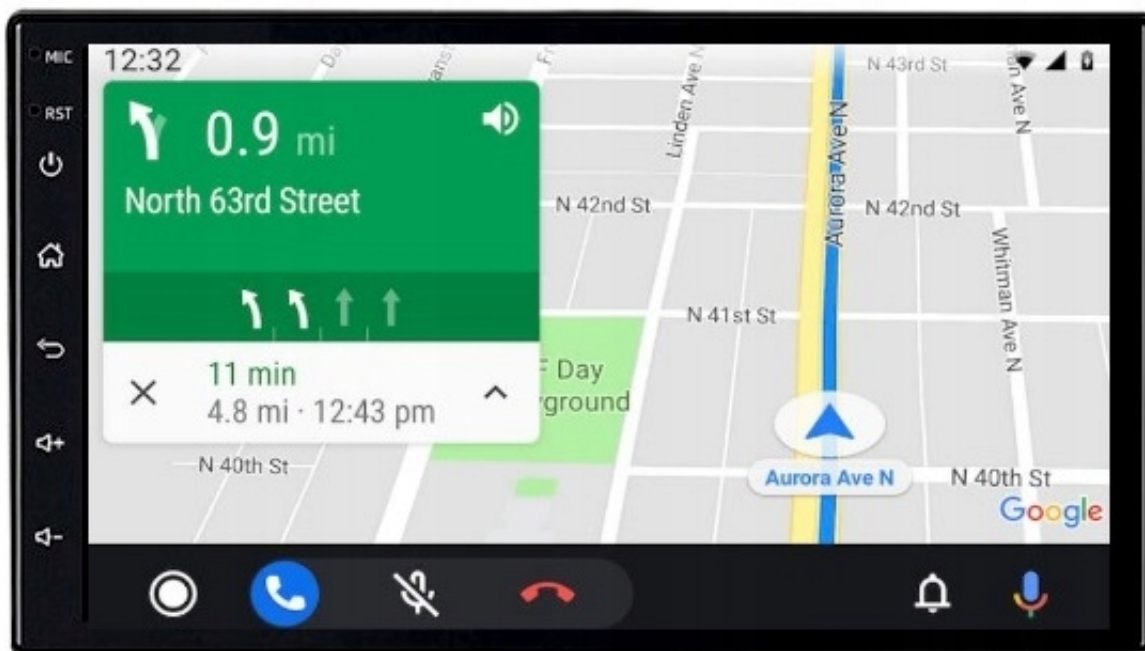 MIC
RST
12:32
0.9 mi
North 63rd Street
11 min
4.8 mi · 12:43 pm
Linden Ave N
Aurora Ave N
N 43rd St
Ave N
N 42nd St
N 42nd St
Whitman Ave N
N 41st St
F Day
N 40th St
Aurora Ave N
N 40th St
Google